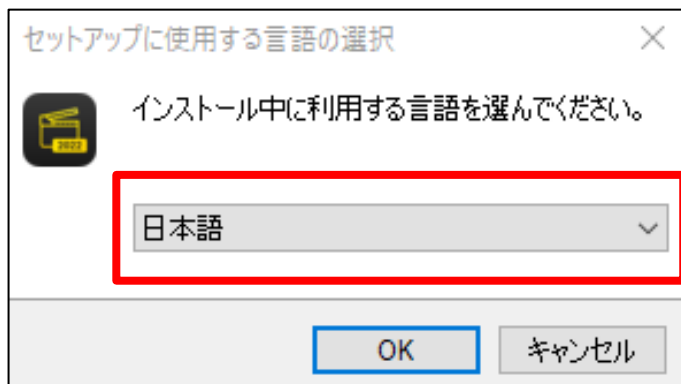 セットアップに使用する言語の選択
インストール中に利用する言語を選んでください。
2022
日本語
OK
キャンセル